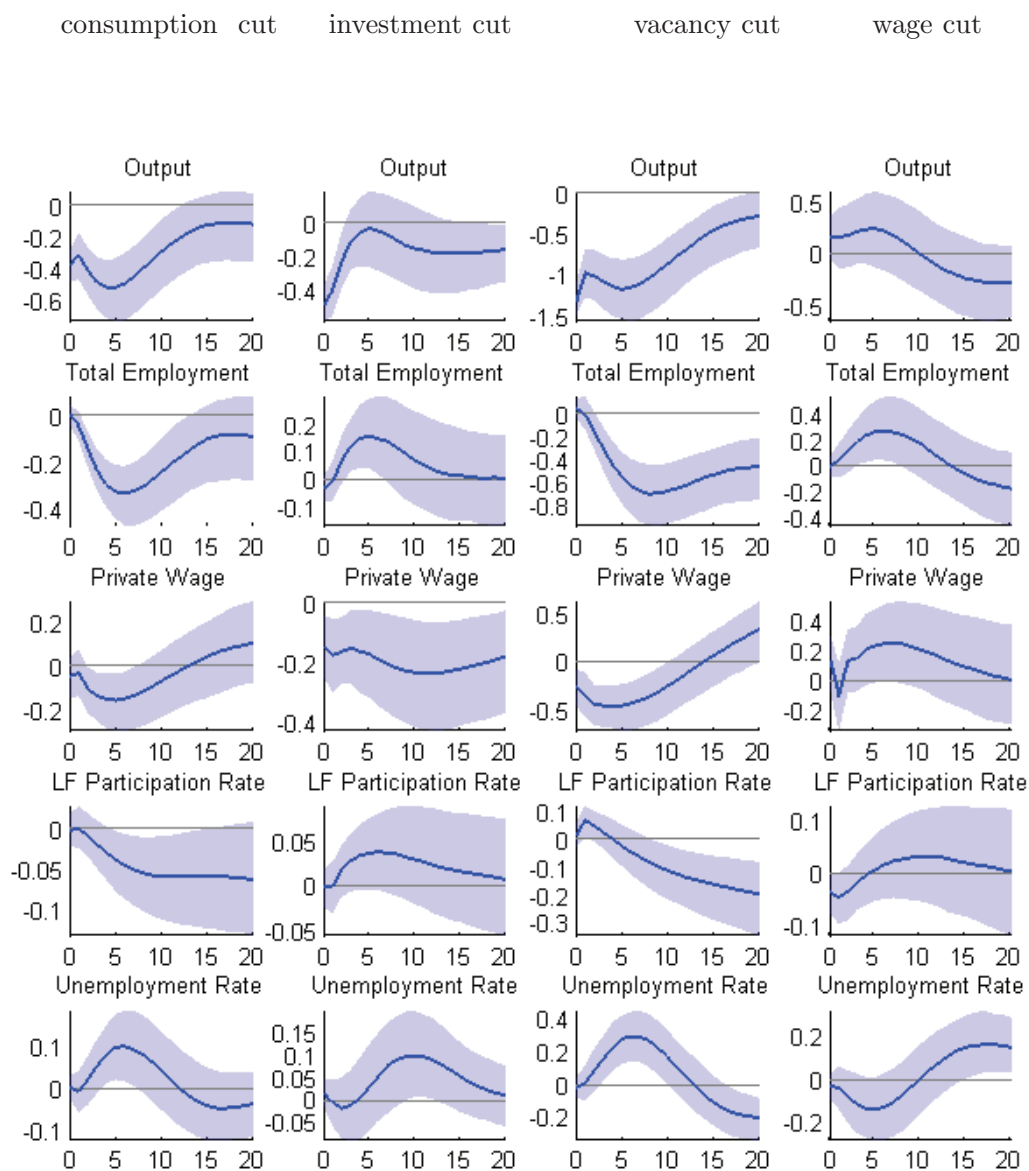 consumption cut investment cut vacancy cut wage cut
Output Output Output Output
0 0 0 0.5
-0.2 -0.2 -0.5 0
-0.4 -0.4 -1 -0.5
-0.6 -1.5
0 5 10 15 20 0 5 10 15 20 0 5 10 15 20 0 5 10 15 20
Total Employment Total Employment Total Employment Total Employment
0 0.2 0 0.4
-0.2 0.1 -0.2 0.2
-0.4 0 -0.4 0
-0.1 -0.6 -0.2
-0.8 -0.4
0 5 10 15 20 0 5 10 15 20 0 5 10 15 20 0 5 10 15 20
Private Wage Private Wage Private Wage Private Wage
0.2 0 0.5 0.4
0 -0.2 0 0.2
-0.2 -0.4 -0.5 0
-0.2
0 5 10 15 20 0 5 10 15 20 0 5 10 15 20 0 5 10 15 20
LF Participation Rate LF Participation Rate LF Participation Rate LF Participation Rate
0 0.05 0.1 0.1
-0.05 0 0 0
-0.1 -0.05 -0.1 -0.1
-0.2
-0.3
0 5 10 15 20 0 5 10 15 20 0 5 10 15 20 0 5 10 15 20
Unemployment Rate Unemployment Rate Unemployment Rate Unemployment Rate
0.1 0.15 0.4 0.2
0 0.1 0.2 0
-0.1 0.05 0 -0.2
0 -0.2
-0.05
0 5 10 15 20 0 5 10 15 20 0 5 10 15 20 0 5 10 15 20